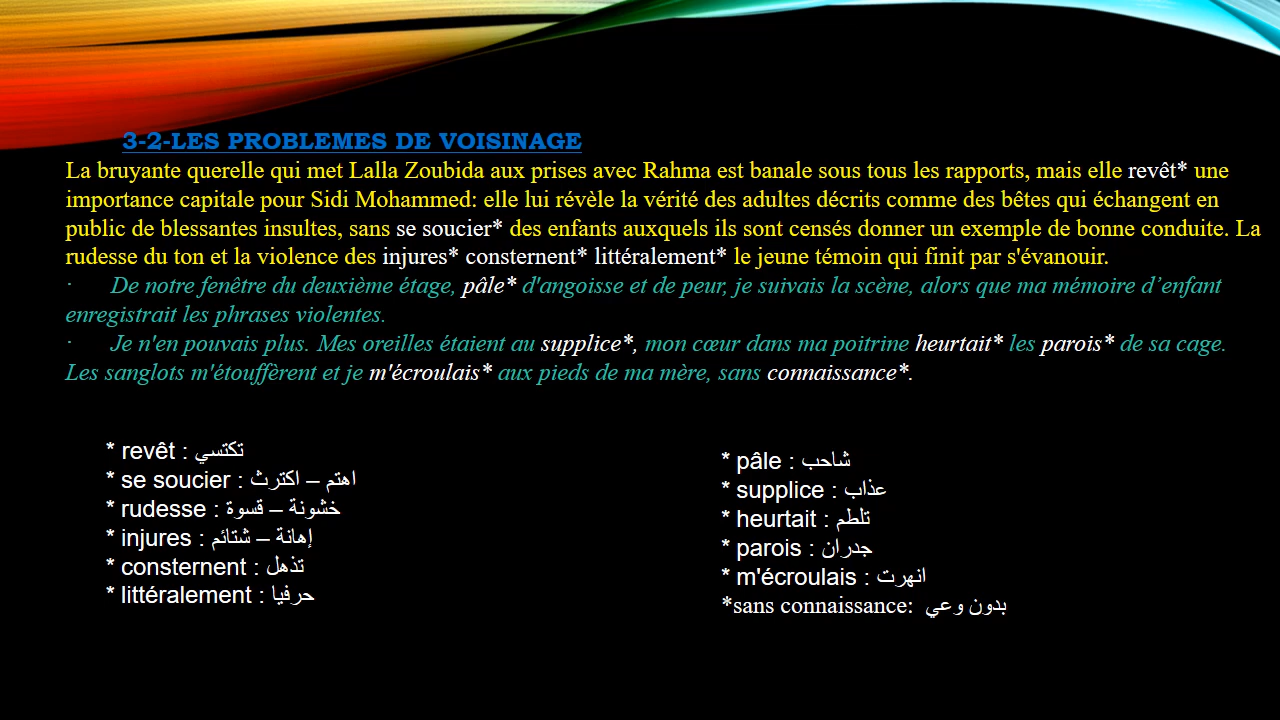 3-2-LES PROBLEMES DE VOISINAGE
La bruyante querelle qui met Lalla Zoubida aux prises avec Rahma est banale sous tous les rapports, mais elle revêt* une
importance capitale pour Sidi Mohammed: elle lui révèle la vérité des adultes décrits comme des bêtes qui échangent en
public de blessantes insultes, sans se soucier* des enfants auxquels ils sont censés donner un exemple de bonne conduite. La
rudesse du ton et la violence des injures* consternent* littéralement* le jeune témoin qui finit par s'évanouir.
· De notre fenêtre du deuxième étage, pâle* d'angoisse et de peur, je suivais la scène, alors que ma mémoire d’enfant
enregistrait les phrases violentes.
· Je n'en pouvais plus. Mes oreilles étaient au supplice*, mon cœur dans ma poitrine heurtait* les parois* de sa cage.
Les sanglots m'étouffèrent et je m'écroulais* aux pieds de ma mère, sans connaissance*.
* revêt : تكتسي
* se soucier : اهتم – اكترث
* rudesse : خشونة – قسوة
* injures : إهانة – شتائم
* consternent : تذهل
* littéralement : حرفيا
* pâle : شاحب
* supplice : عذاب
* heurtait : تلطم
* parois : جدران
* m'écroulais : انهرت
*sans connaissance: بدون وعي